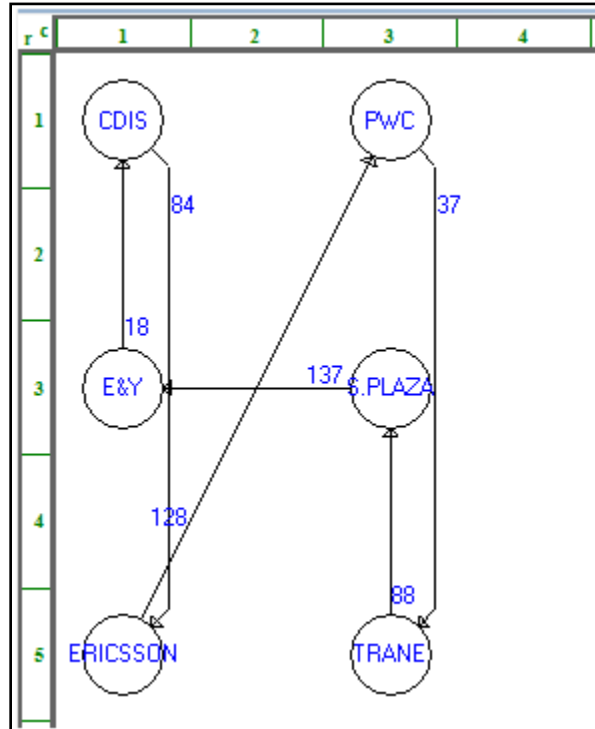 r c 1 2 3 4
1 CDIS PWC
84 37
2
18
137
3 E&Y S.PLAZA
4 128
88
5 ERICSSON TRANE